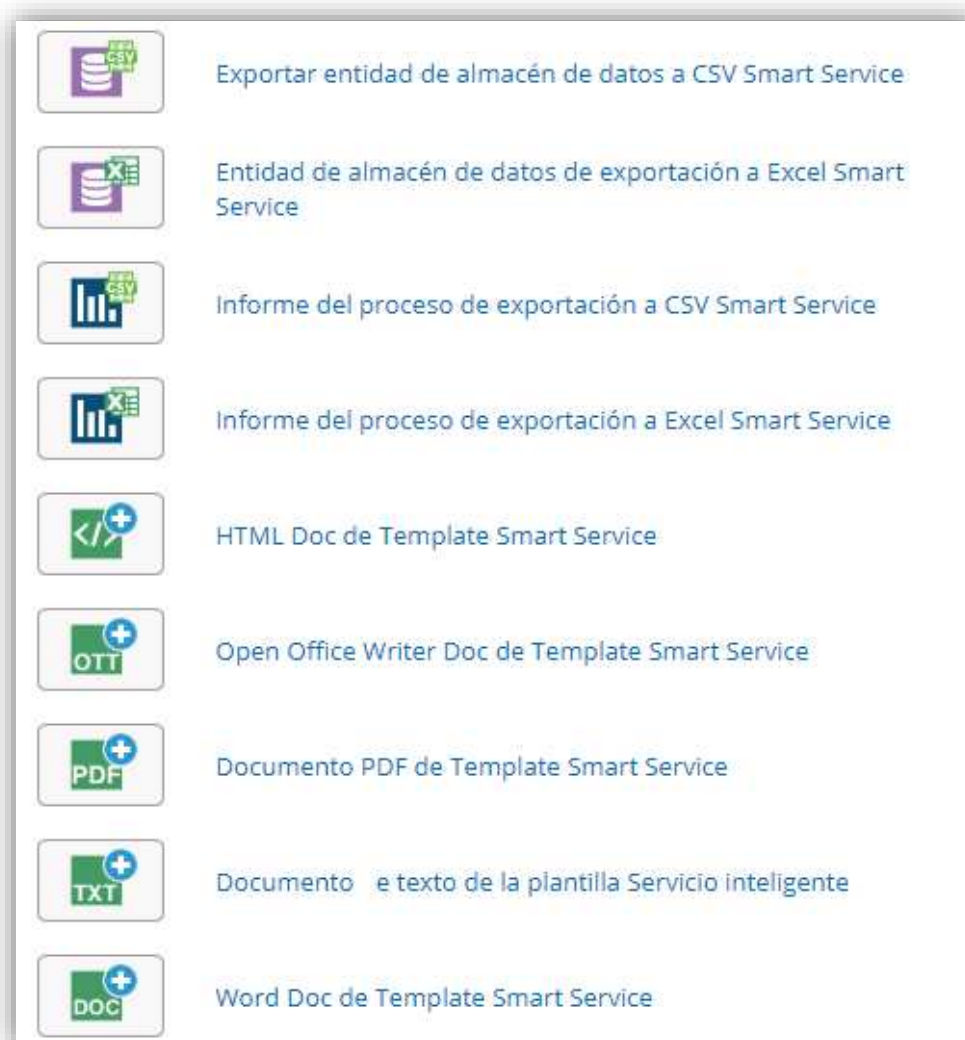 CSV
Exportar entidad de almacén de datos a CSV Smart Service
X
Entidad de almacén de datos de exportación a Excel Smart
Service
CSV
Informe del proceso de exportación a CSV Smart Service
X
Informe del proceso de exportación a Excel Smart Service
</>
HTML Doc de Template Smart Service
OTT
Open Office Writer Doc de Template Smart Service
PDF
Documento PDF de Template Smart Service
TXT
Documento e texto de la plantilla Servicio inteligente
DOC
Word Doc de Template Smart Service